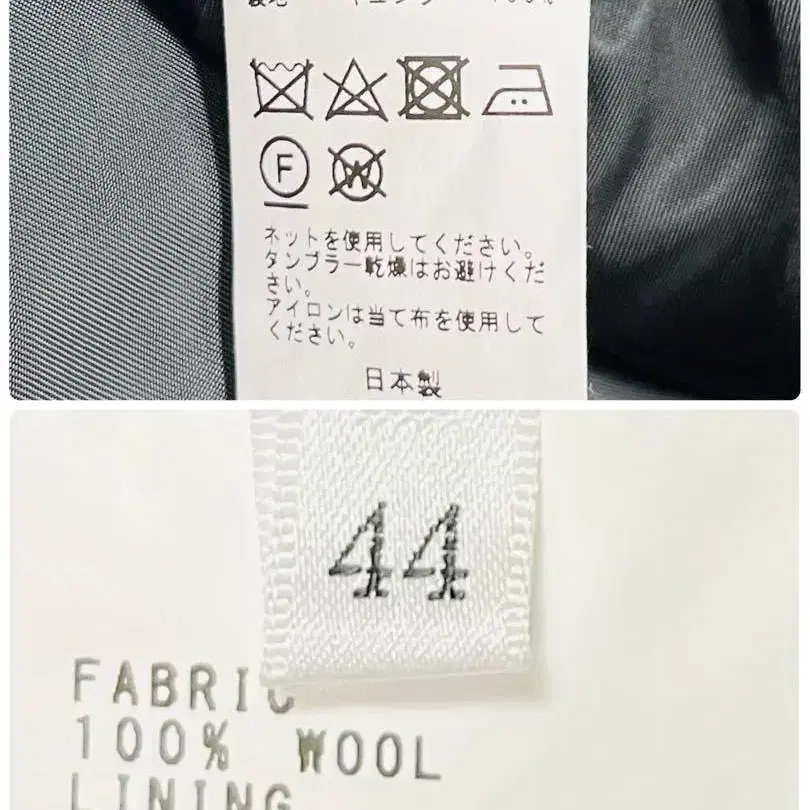 F
W
ネットを使用してください。
タンブラー乾燥はお避けくだ
さい。
アイロンは当て布を使用して
ください。
日本製
44
FABRIC
100% WOOL
LINING